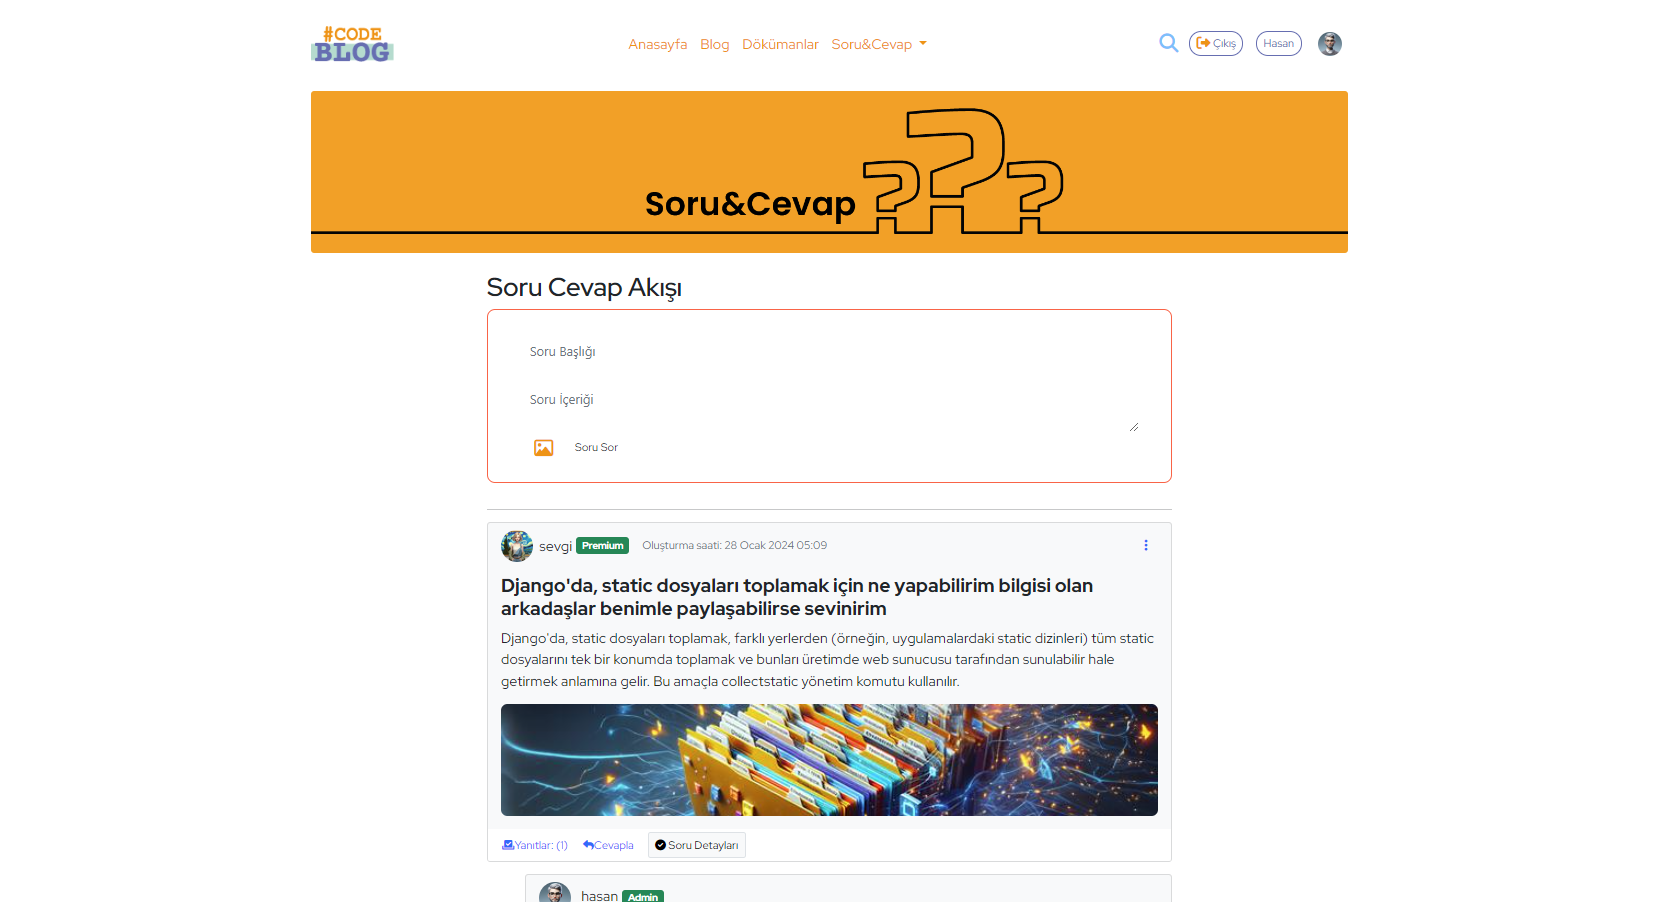 #CODE
BLOG
Anasayfa Blog Dökümanlar Soru&Cevap
Çıkış Hasan
Soru&Cevap ???
Soru Cevap Akışı
Soru Başlığı
Soru İçeriği
Soru Sor
sevgi Premium Oluşturma saati: 28 Ocak 2024 05:09
Django'da, static dosyaları toplamak için ne yapabilirim bilgisi olan
arkadaşlar benimle paylaşabilirse sevinirim
Django'da, static dosyaları toplamak, farklı yerlerden (örneğin, uygulamalardaki static dizinleri) tüm static
dosyalarını tek bir konumda toplamak ve bunları üretimde web sunucusu tarafından sunulabilir hale
getirmek anlamına gelir. Bu amaçla collectstatic yönetim komutu kullanılır.
Yanıtlar: (1) Cevapla Soru Detayları
hasan Admin